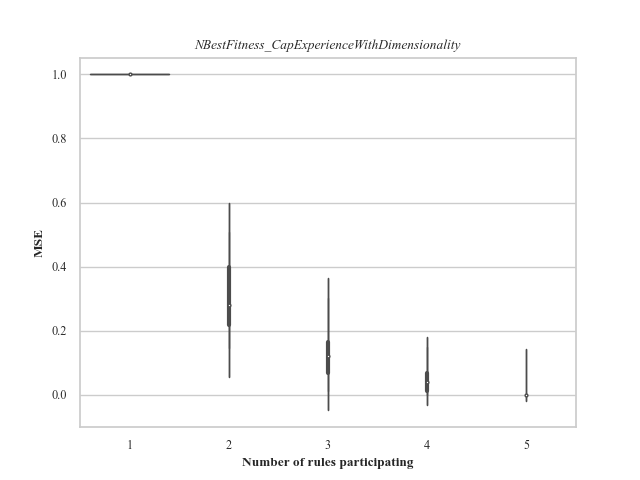 NBestFitness_CapExperienceWithDimensionality
1.0
0.8
0.6
0.4
0.2
0.0
MSE
1 2 3 4 5
Number of rules participating